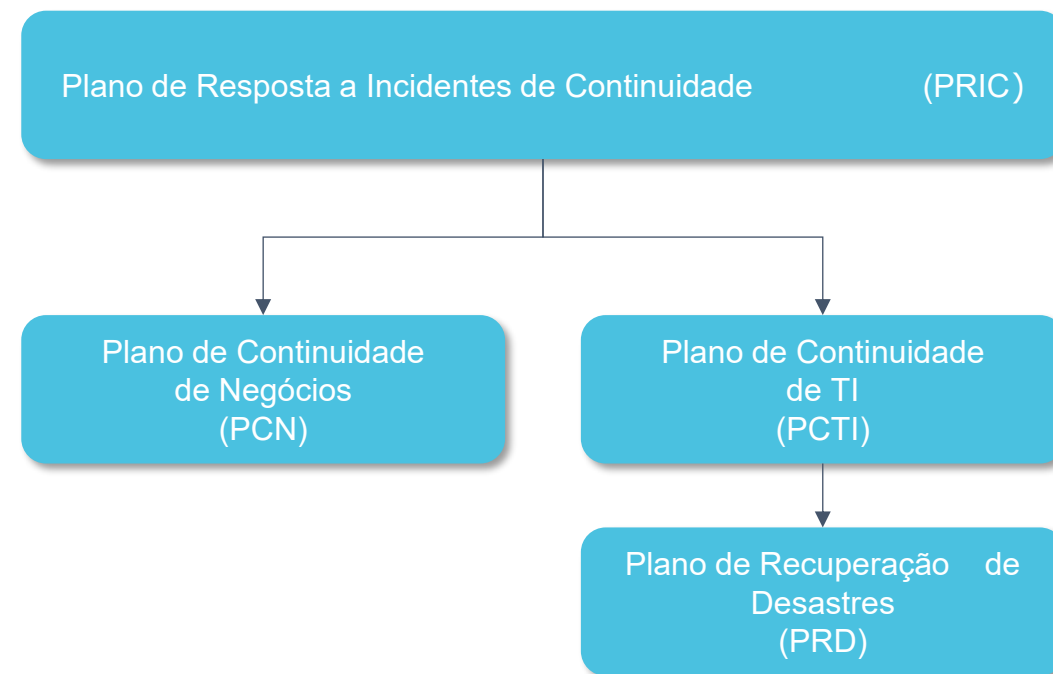 Plano de Resposta a Incidentes de Continuidade (PRIC)
Plano de Continuidade
de Negócios
(PCN)
Plano de Continuidade
de TI
(PCTI)
Plano de Recuperação de
Desastres
(PRD)